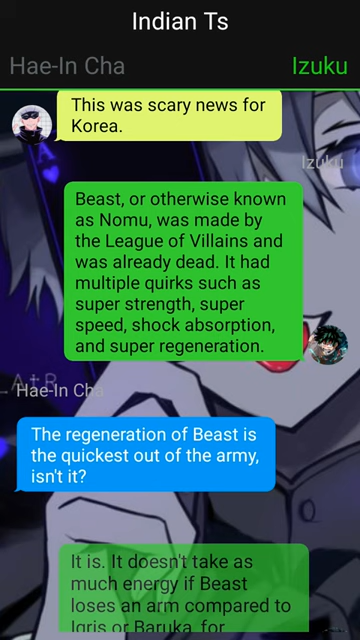 Indian Ts
Hae-In Cha
Izuku
This was scary news for
Korea.
Izuku
Beast, or otherwise known
as Nomu, was made by
the League of Villains and
was already dead. It had
multiple quirks such as
super strength, super
speed, shock absorption,
and super regeneration.
Hae-In Cha
The regeneration of Beast is
the quickest out of the army,
isn't it?
It is. It doesn't take as
much energy if Beast
loses an arm compared to
Igris or Baruka, for